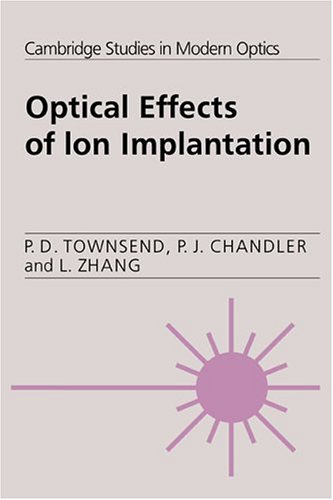 Cambridge Studies in Modern Optics
Optical Effects
of Ion Implantation
P. D. TOWNSEND, P. J. CHANDLER
and L. ZHANG